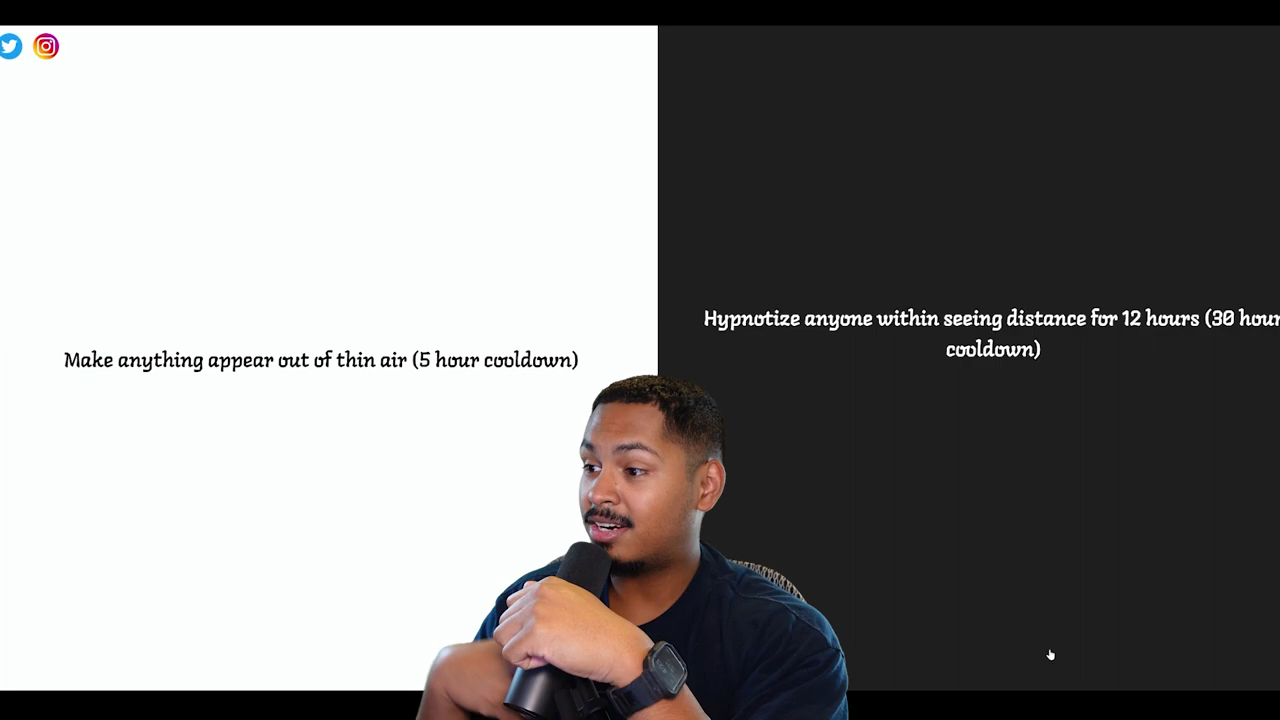 Make anything appear out of thin air (5 hour cooldown)
Hypnotize anyone within seeing distance for 12 hours (30 hour
cooldown)